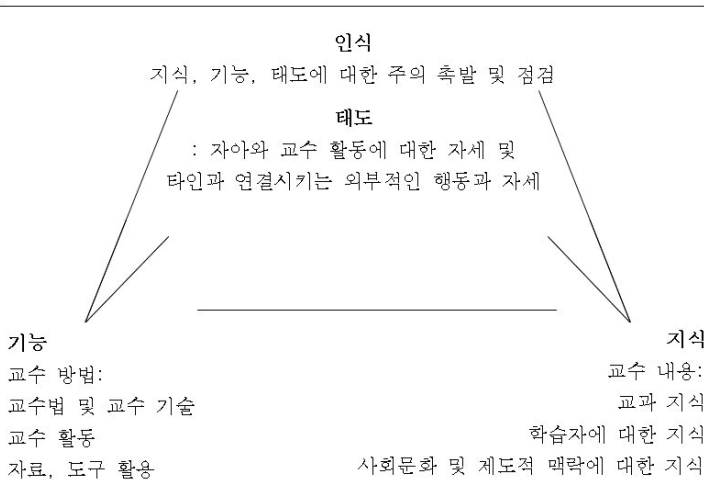 인식
지식, 기능, 태도에 대한 주의 촉발 및 점검
태도
: 자아와 교수 활동에 대한 자세 및
타인과 연결시키는 외부적인 행동과 자세
기능
교수 방법:
교수법 및 교수 기술
교수 활동
자료, 도구 활용
지식
교수 내용:
교과 지식
학습자에 대한 지식
사회문화 및 제도적 맥락에 대한 지식